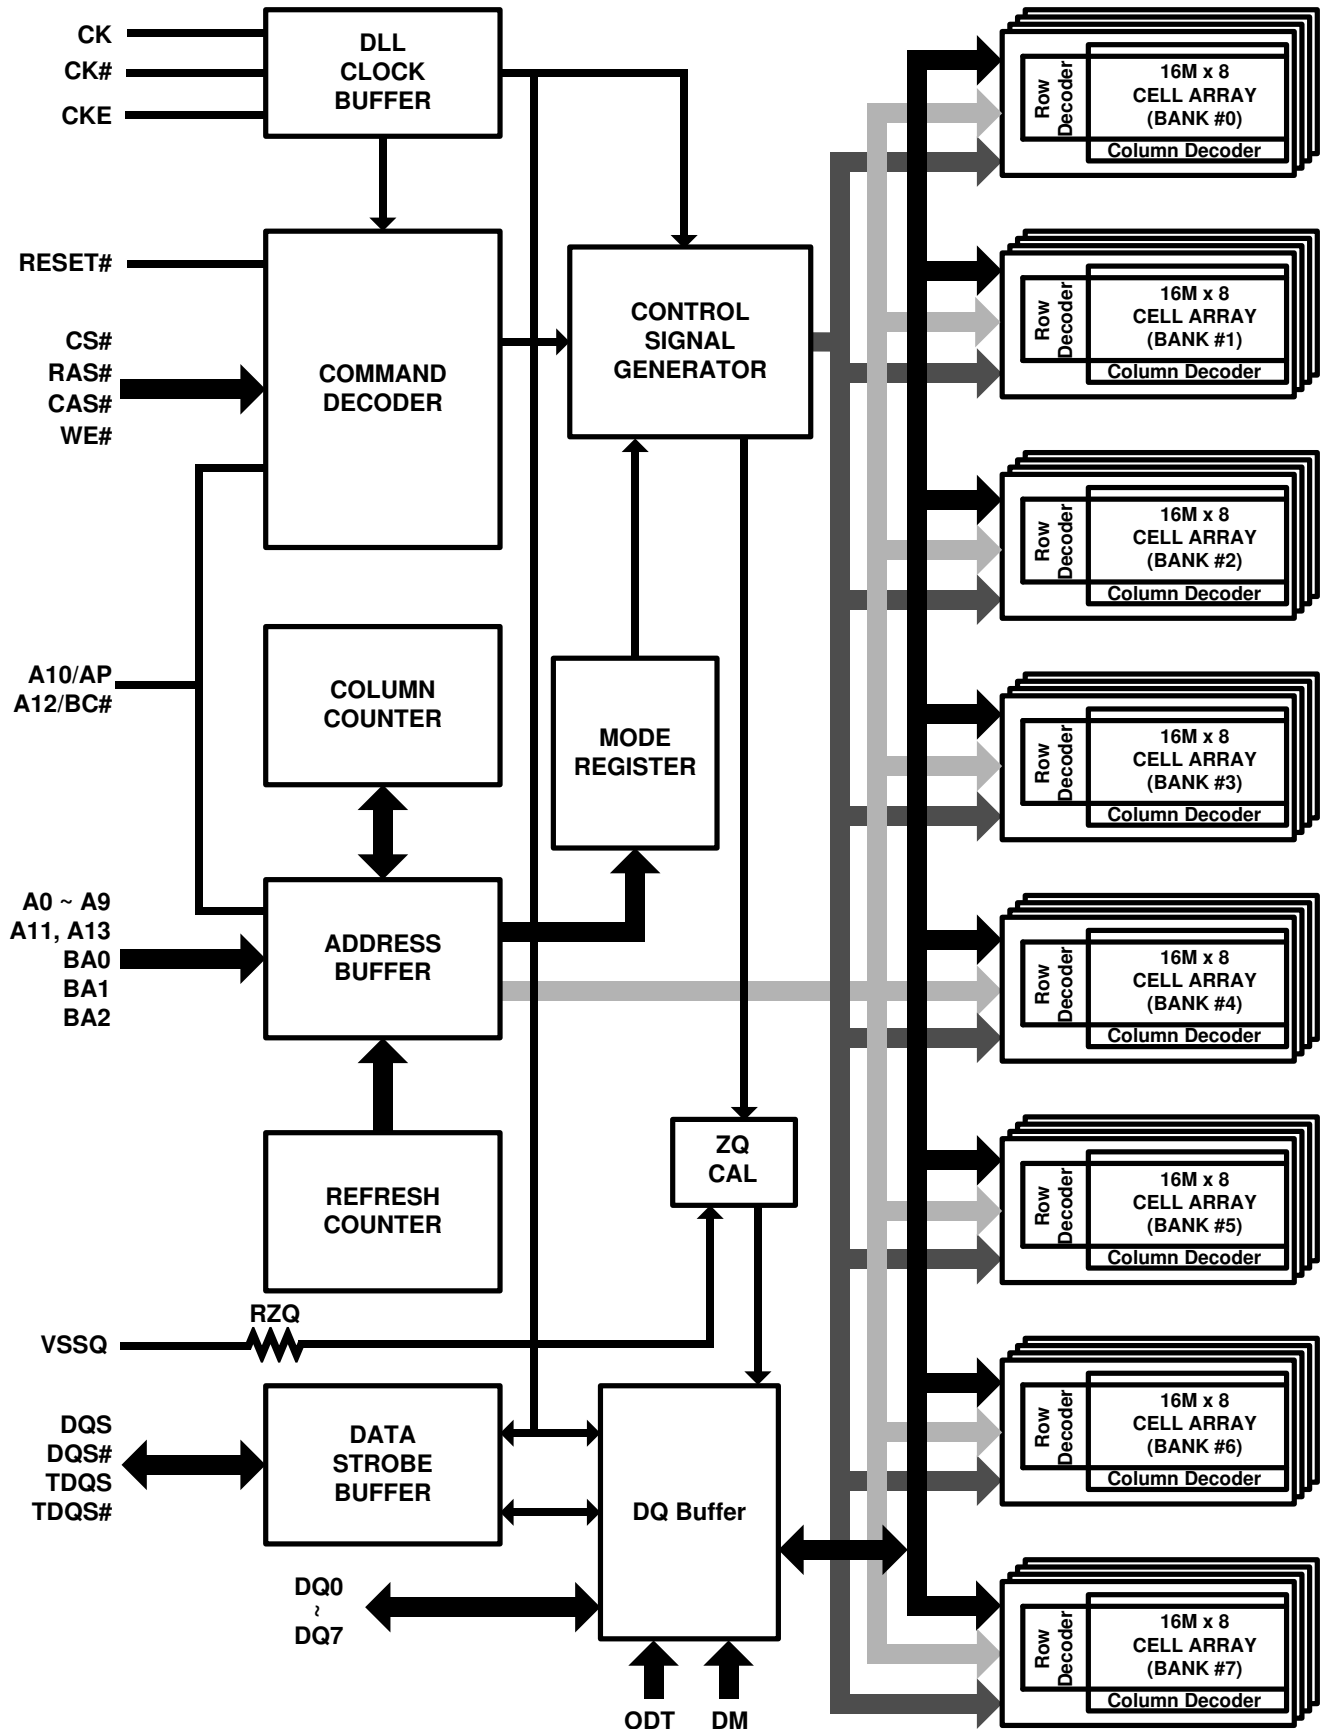 CK
CK#
CKE
DLL
CLOCK
BUFFER
RESET#
CS#
RAS#
CAS#
WE#
COMMAND
DECODER
CONTROL
SIGNAL
GENERATOR
A10/AP
A12/BC#
COLUMN
COUNTER
MODE
REGISTER
A0 ~ A9
A11, A13
BA0
BA1
BA2
ADDRESS
BUFFER
REFRESH
COUNTER
ZQ
CAL
RZQ
VSSQ
DQS
DQS#
TDQS
TDQS#
DATA
STROBE
BUFFER
DQ Buffer
DQ0
~
DQ7
ODT
DM
Row
Decoder
16M x 8
CELL ARRAY
(BANK #0)
Column Decoder
Row
Decoder
16M x 8
CELL ARRAY
(BANK #1)
Column Decoder
Row
Decoder
16M x 8
CELL ARRAY
(BANK #2)
Column Decoder
Row
Decoder
16M x 8
CELL ARRAY
(BANK #3)
Column Decoder
Row
Decoder
16M x 8
CELL ARRAY
(BANK #4)
Column Decoder
Row
Decoder
16M x 8
CELL ARRAY
(BANK #5)
Column Decoder
Row
Decoder
16M x 8
CELL ARRAY
(BANK #6)
Column Decoder
Row
Decoder
16M x 8
CELL ARRAY
(BANK #7)
Column Decoder